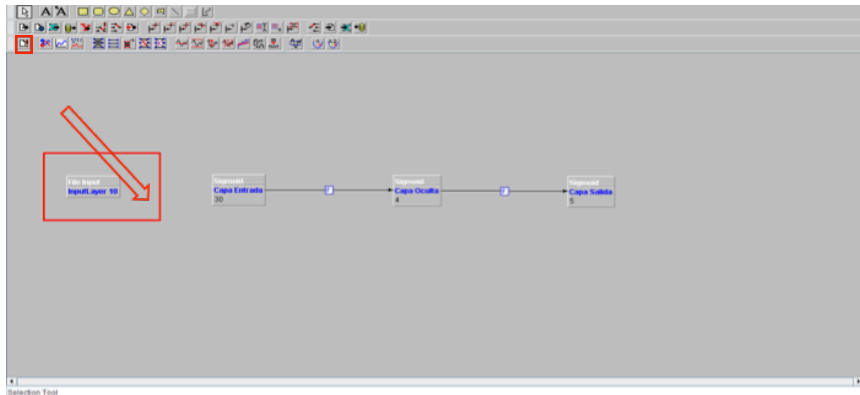 File Input
InputLayer 10
Sigmoid
Capa Entrada
30
Sigmoid
Capa Oculta
4
Sigmoid
Capa Salida
5
Selection Tool